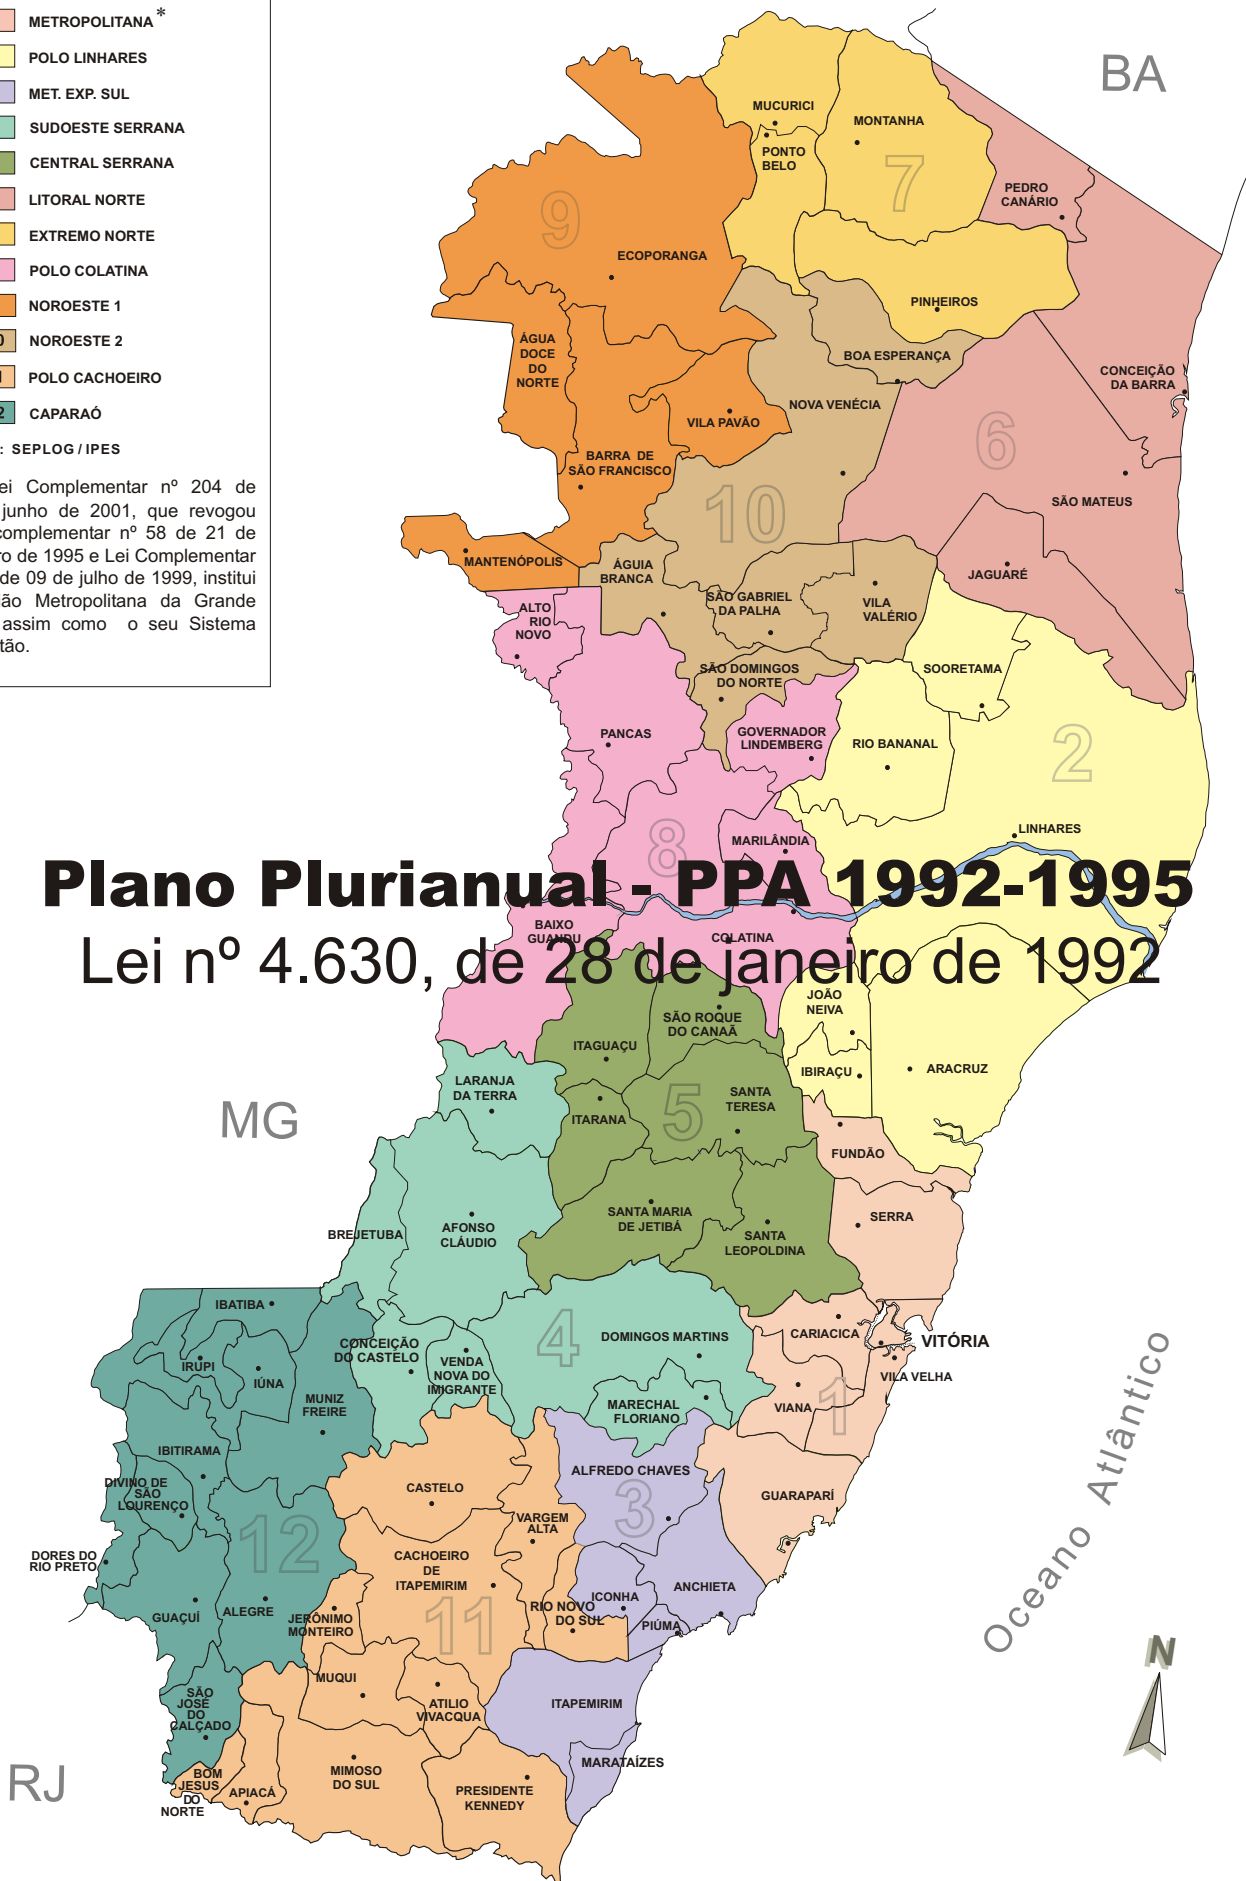 METROPOLITANA *
POLO LINHARES
MET. EXP. SUL
SUDOESTE SERRANA
CENTRAL SERRANA
LITORAL NORTE
EXTREMO NORTE
POLO COLATINA
NOROESTE 1
0 NOROESTE 2
POLO CACHOEIRO
2 CAPARAÓ
: SEPLOG / IPES
ei Complementar nº 204 de
junho de 2001, que revogou
complementar nº 58 de 21 de
ro de 1995 e Lei Complementar
de 09 de julho de 1999, institui
ão Metropolitana da Grande
assim como o seu Sistema
tão.
BA
MUCURICI
MONTANHA
PONTO
BELO
7
PEDRO
CANÁRIO
9
ECOPORANGA
PINHEIROS
ÁGUA
DOCE
DO
NORTE
BOA ESPERANÇA
CONCEIÇÃO
DA BARRA
NOVA VENÉCIA
VILA PAVÃO
6
BARRA DE
SÃO FRANCISCO
10
SÃO MATEUS
MANTENÓPOLIS
ÁGUIA
BRANCA
JAGUARÉ
ALTO
RIO
NOVO
SÃO GABRIEL
DA PALHA
VILA
VALÉRIO
SÃO DOMINGOS
DO NORTE
SOORETAMA
PANCAS
GOVERNADOR
LINDEMBERG
RIO BANANAL
2
LINHARES
8
MARILÂNDIA
Plano Plurianual - PPA 1992-1995
BAIXO
GUANDU
COLATINA
Lei nº 4.630, de 28 de janeiro de 1992
JOÃO
NEIVA
SÃO ROQUE
DO CANAÃ
ITAGUAÇU
IBIRAÇU
ARACRUZ
LARANJA
DA TERRA
SANTA
TERESA
5
MG
ITARANA
FUNDÃO
SANTA MARIA
DE JETIBÁ
SERRA
AFONSO
CLÁUDIO
BREJETUBA
SANTA
LEOPOLDINA
IBATIBA
4
DOMINGOS MARTINS
CARIACICA
VITÓRIA
CONCEIÇÃO
DO CASTELO
VENDA
NOVA DO
IMIGRANTE
IRUPI
IÚNA
VILA VELHA
MUNIZ
FREIRE
MARECHAL
FLORIANO
VIANA
1
IBITIRAMA
ALFREDO CHAVES
DIVINO DE
SÃO
LOURENÇO
CASTELO
3
GUARAPARÍ
Oceano Atlântico
VARGEM
ALTA
12
DORES DO
RIO PRETO
CACHOEIRO
DE
ITAPEMIRIM
ANCHIETA
ICONHA
GUAÇUÍ
ALEGRE
JERÔNIMO
MONTEIRO
11
RIO NOVO
DO SUL
PIÚMA
N
MUQUI
SÃO
JOSÉ
DO
CALÇADO
ATILIO
VIVACQUA
ITAPEMIRIM
RJ
MARATAÍZES
BOM
JESUS
DO
NORTE
APIACÁ
MIMOSO
DO SUL
PRESIDENTE
KENNEDY